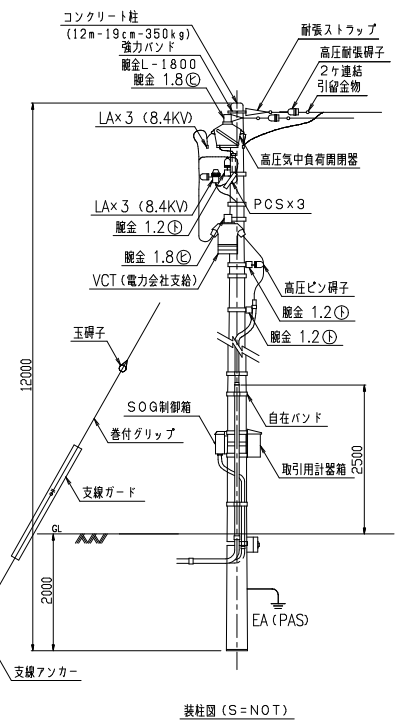 コンクリート柱
(12m-19cm-350kg)
強力バンド
腕金L-1800
腕金 1.8㋪
LA×3 (8.4KV)
耐張ストラップ
高圧耐張碍子
2ケ連結
引留金物
高圧気中負荷開閉器
LA×3 (8.4KV)
PCS×3
腕金 1.2㋣
腕金 1.8㋪
VCT(電力会社支給)
高圧ピン碍子
腕金 1.2㋣
腕金 1.2㋣
玉碍子
12000
SOG制御箱
自在バンド
巻付グリップ
取引用計器箱
2500
支線ガード
GL
2000
EA(PAS)
支線アンカー
装柱図 (S=NOT)